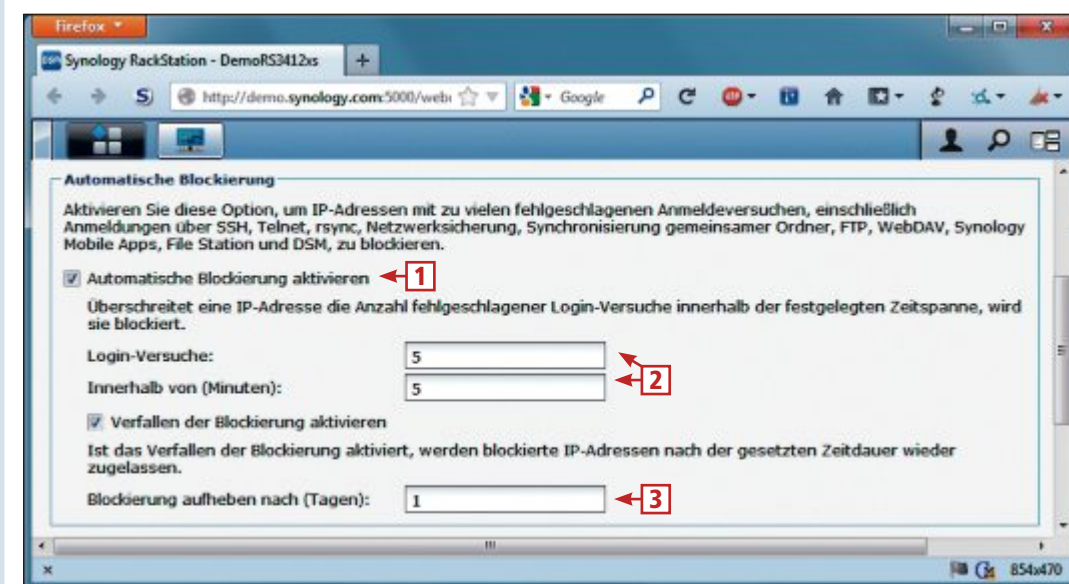 Firefox
Synology RackStation - DemoRS3412xs
http://demo.synology.com:5000/webi
Google
Automatische Blockierung
Aktivieren Sie diese Option, um IP-Adressen mit zu vielen fehlgeschlagenen Anmeldeversuchen, einschließlich
Anmeldungen über SSH, Telnet, rsync, Netzwerksicherung, Synchronisierung gemeinsamer Ordner, FTP, WebDAV, Synology
Mobile Apps, File Station und DSM, zu blockieren.
Automatische Blockierung aktivieren
1
Überschreitet eine IP-Adresse die Anzahl fehlgeschlagener Login-Versuche innerhalb der festgelegten Zeitspanne, wird
sie blockiert.
Login-Versuche: 5
2
Innerhalb von (Minuten): 5
Verfallen der Blockierung aktivieren
Ist das Verfallen der Blockierung aktiviert, werden blockierte IP-Adressen nach der gesetzten Zeitdauer wieder
zugelassen.
Blockierung aufheben nach (Tagen): 1
3
854x470